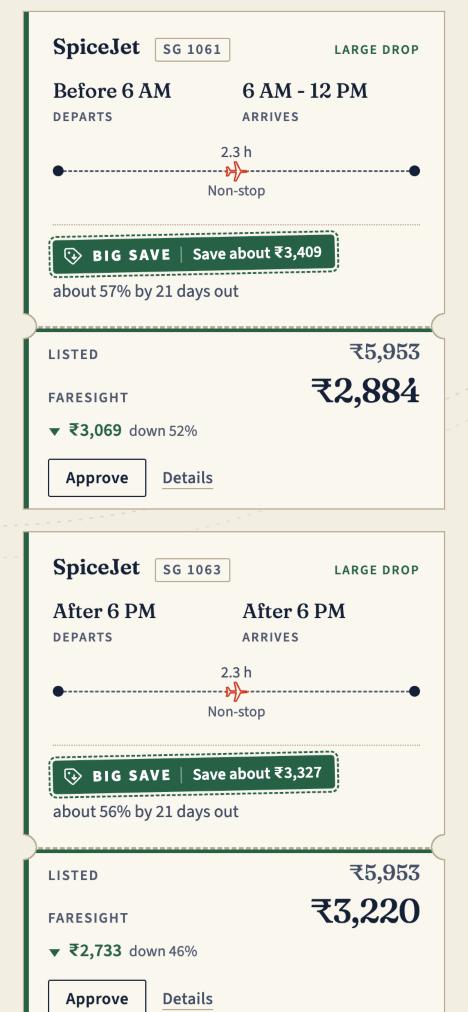 SpiceJet SG 1061 LARGE DROP
Before 6 AM 6 AM - 12 PM
DEPARTS ARRIVES
2.3 h
Non-stop
BIG SAVE | Save about ₹3,409
about 57% by 21 days out
LISTED ₹5,953
FARESIGHT ₹2,884
₹3,069 down 52%
Approve Details
SpiceJet SG 1063 LARGE DROP
After 6 PM After 6 PM
DEPARTS ARRIVES
2.3 h
Non-stop
BIG SAVE | Save about ₹3,327
about 56% by 21 days out
LISTED ₹5,953
FARESIGHT ₹3,220
₹2,733 down 46%
Approve Details